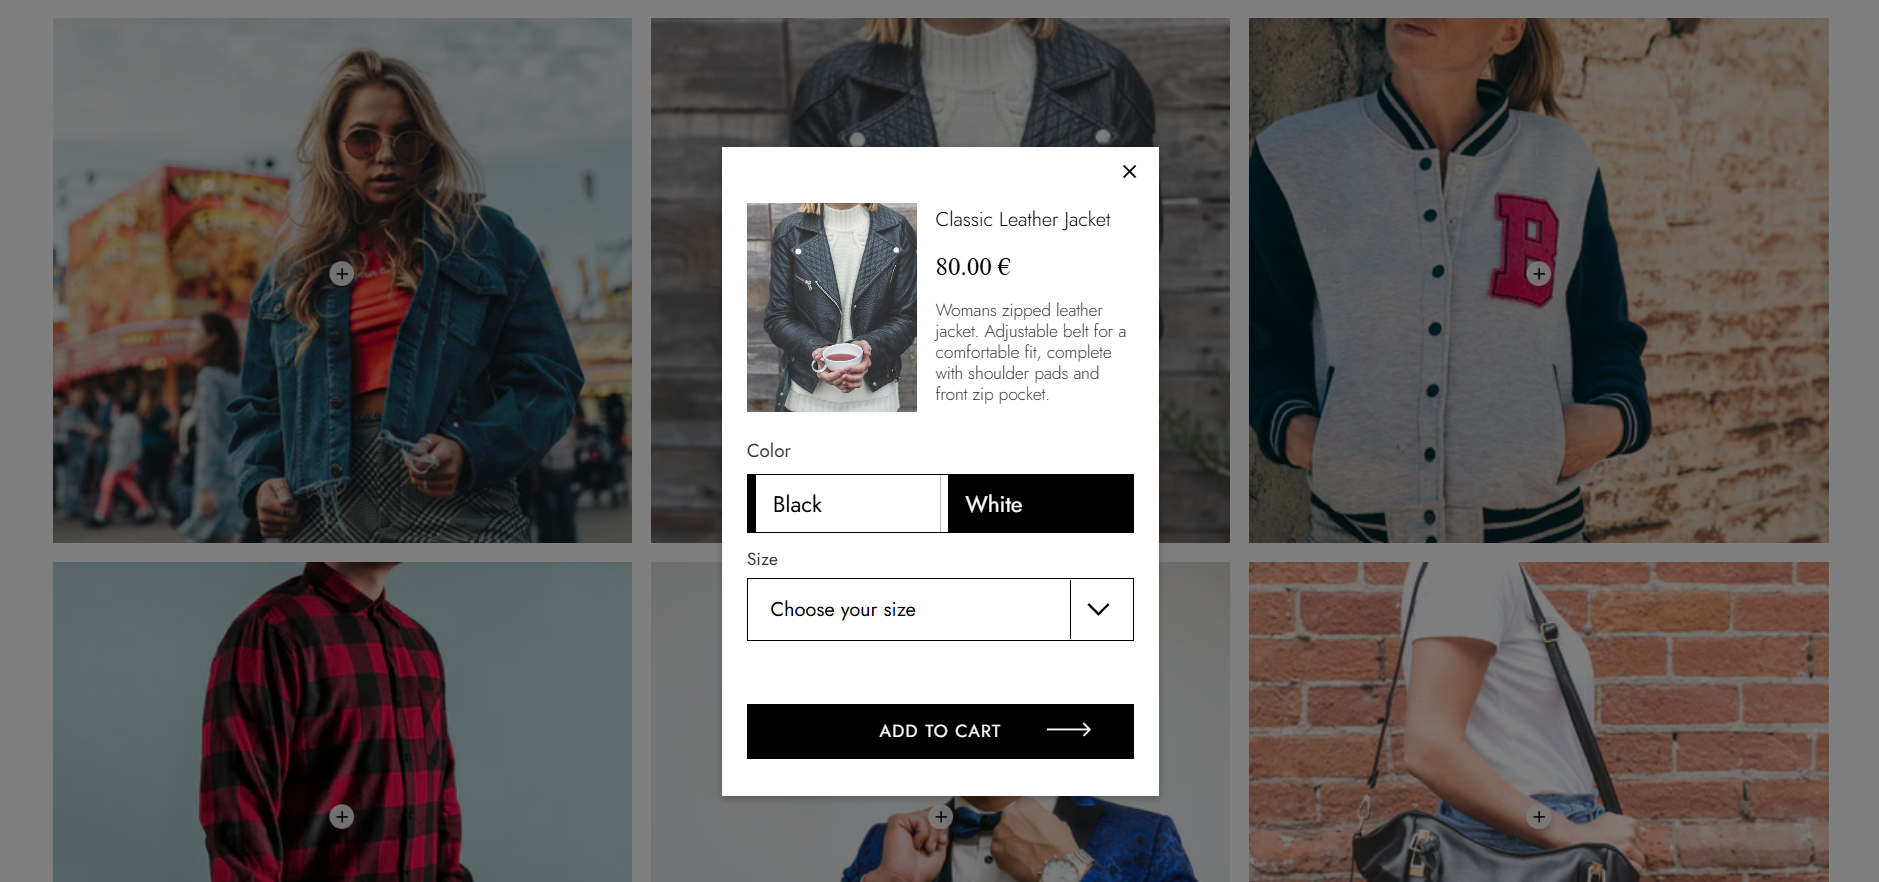 Classic Leather Jacket
80.00 €
Womans zipped leather
jacket. Adjustable belt for a
comfortable fit, complete
with shoulder pads and
front zip pocket.
Color
Black
White
Size
Choose your size
ADD TO CART
B